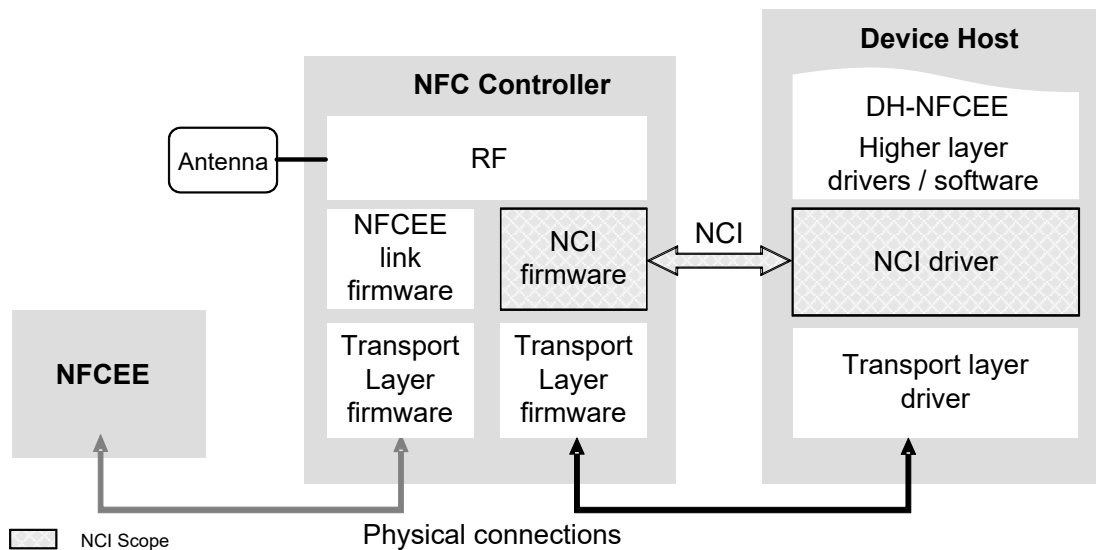 Device Host
NFC Controller
DH-NFCEE
Higher layer
drivers / software
Antenna
RF
NFCEE
link
firmware
NCI
firmware
NCI
NCI driver
NFCEE
Transport
Layer
firmware
Transport
Layer
firmware
Transport layer
driver
Physical connections
NCI Scope